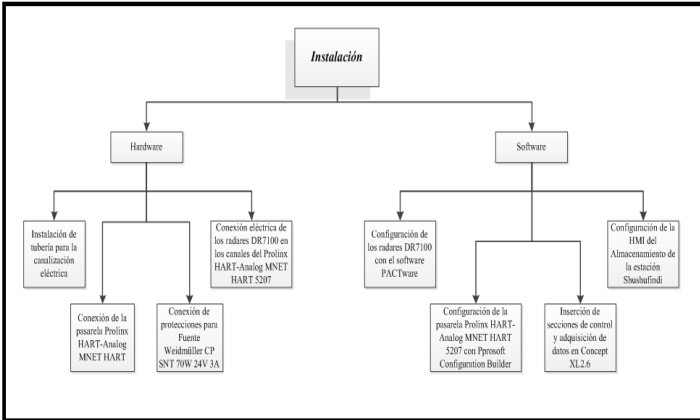 Instalación
Hardware
Software
Instalación de
tubería para la
canalización
eléctrica
Conexión eléctrica de
los radares DR7100 en
los canales del Prolinx
HART-Analog MNET
HART 5207
Configuración de
los radares DR7100
con el software
PACTware
Configuración de la
HMI del
Almacenamiento de
la estación
Shushufindi
Conexión de la
pasarela Prolinx
HART-Analog
MNET HART
Conexión de
protecciones para
Fuente
Weidmüller CP
SNT 70W 24V 3A
Configuración de la
pasarela Prolinx HART-
Analog MNET HART
5207 con Pprosoft
Configuration Builder
Inserción de
secciones de control
y adquisición de
datos en Concept
XL2.6